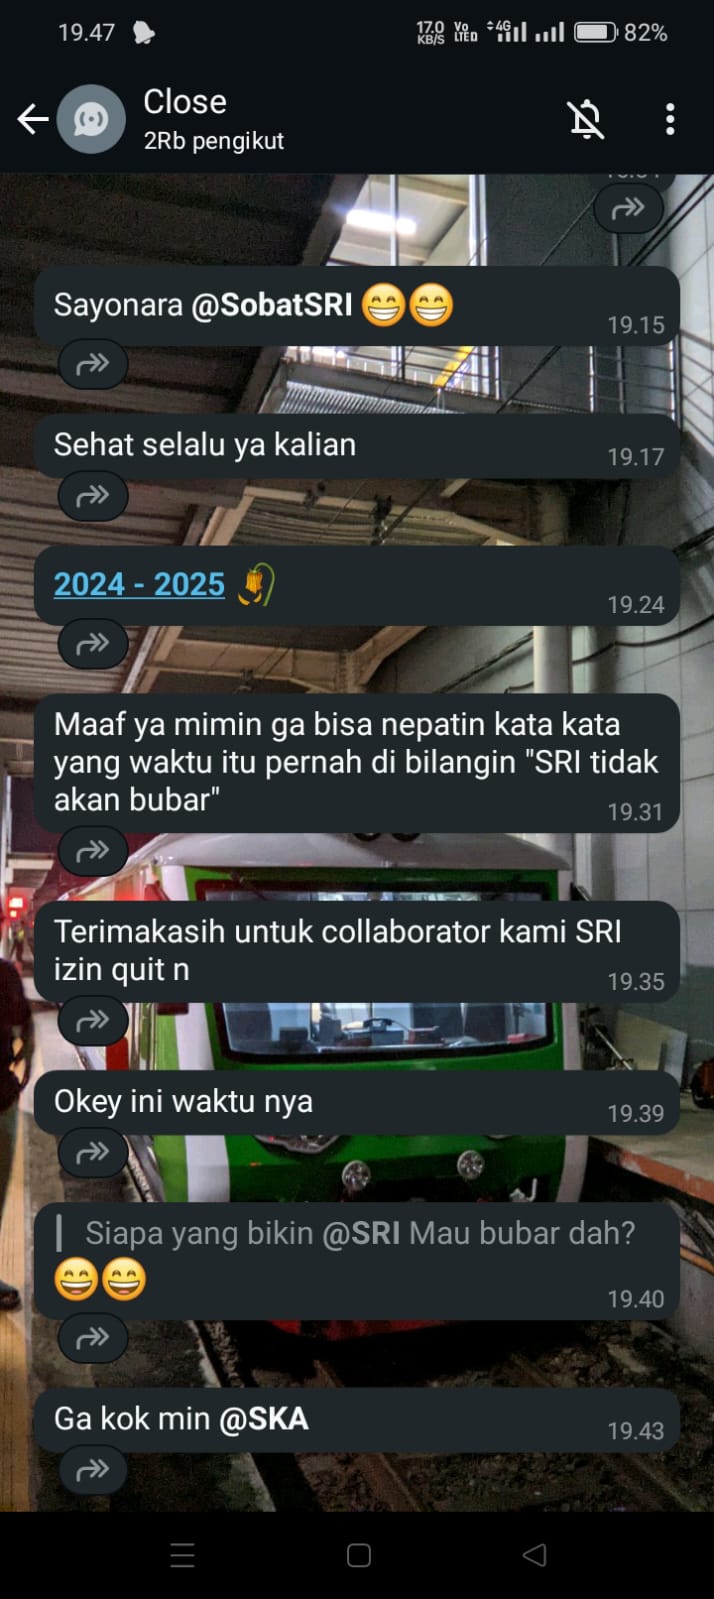 19.47
17.0 KB/S Vo LTED 4G 82%
Close
2Rb pengikut
Sayonara @SobatSRI 😁😁
19.15
Sehat selalu ya kalian
19.17
2024 - 2025
19.24
Maaf ya mimin ga bisa nepatin kata kata
yang waktu itu pernah di bilangin "SRI tidak
akan bubar"
19.31
Terimakasih untuk collaborator kami SRI
izin quit n
19.35
Okey ini waktu nya
19.39
Siapa yang bikin @SRI Mau bubar dah?
😄😄
19.40
Ga kok min @SKA
19.43